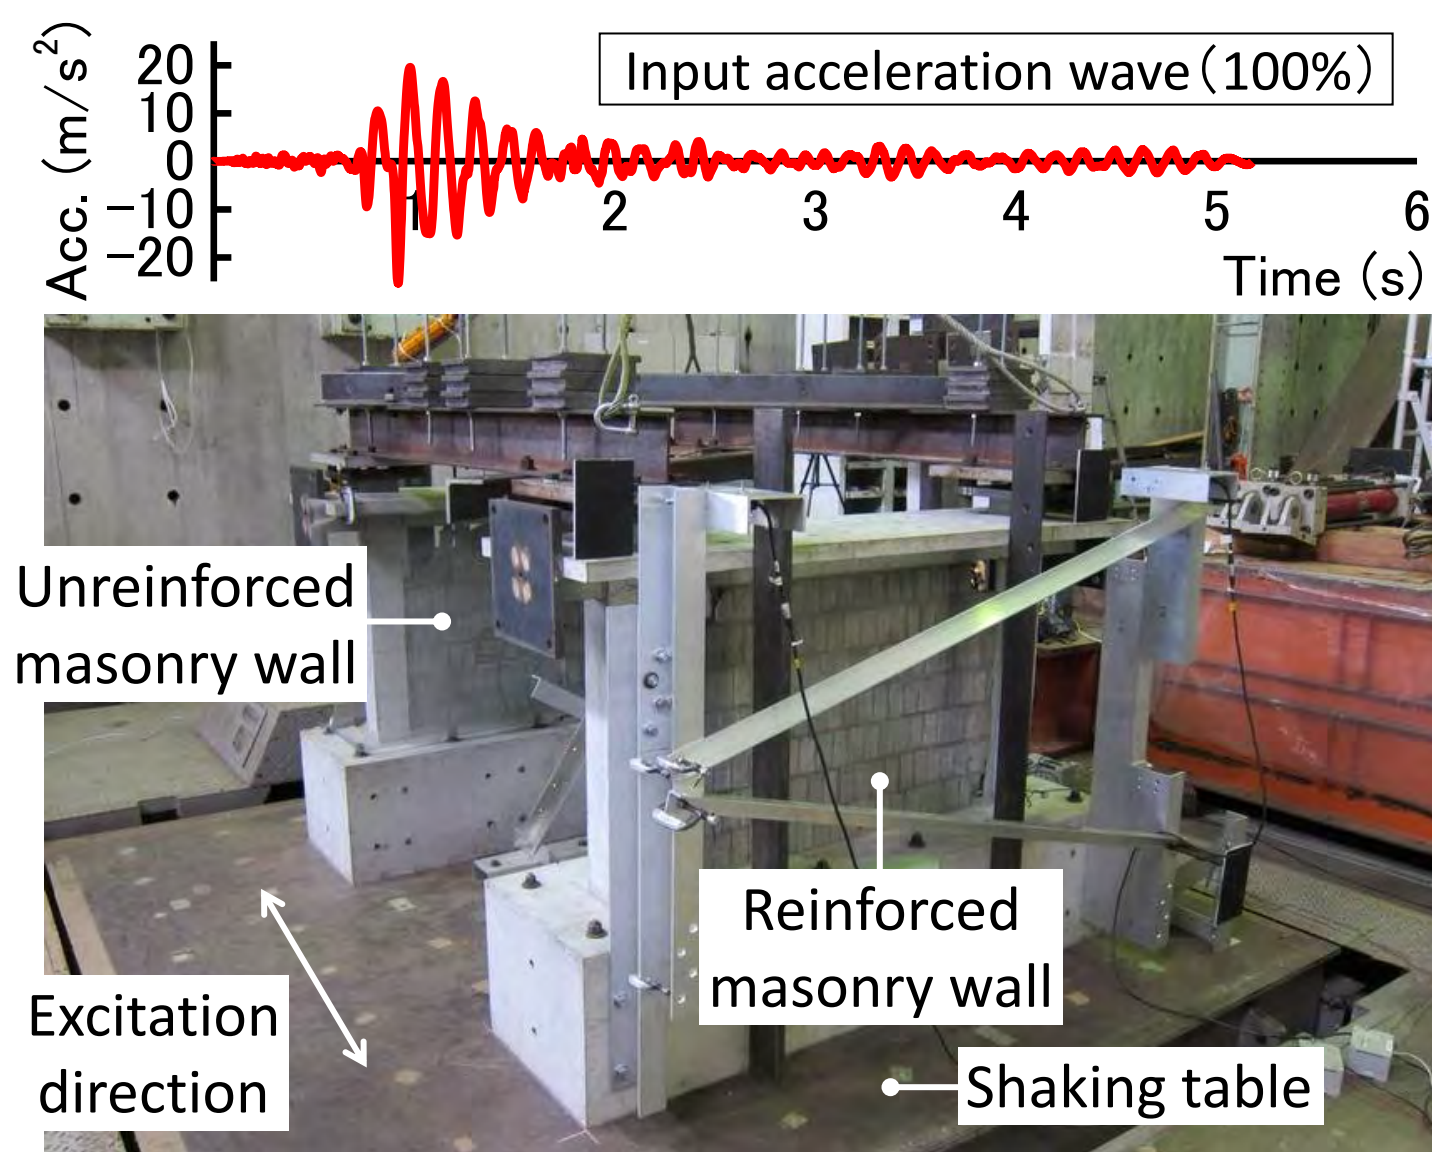 Input acceleration wave（100%）
Acc. (m/s²)
20
10
0
−10
−20
1
2
3
4
5
6
Time (s)
Unreinforced
masonry wall
Reinforced
masonry wall
Excitation
direction
Shaking table